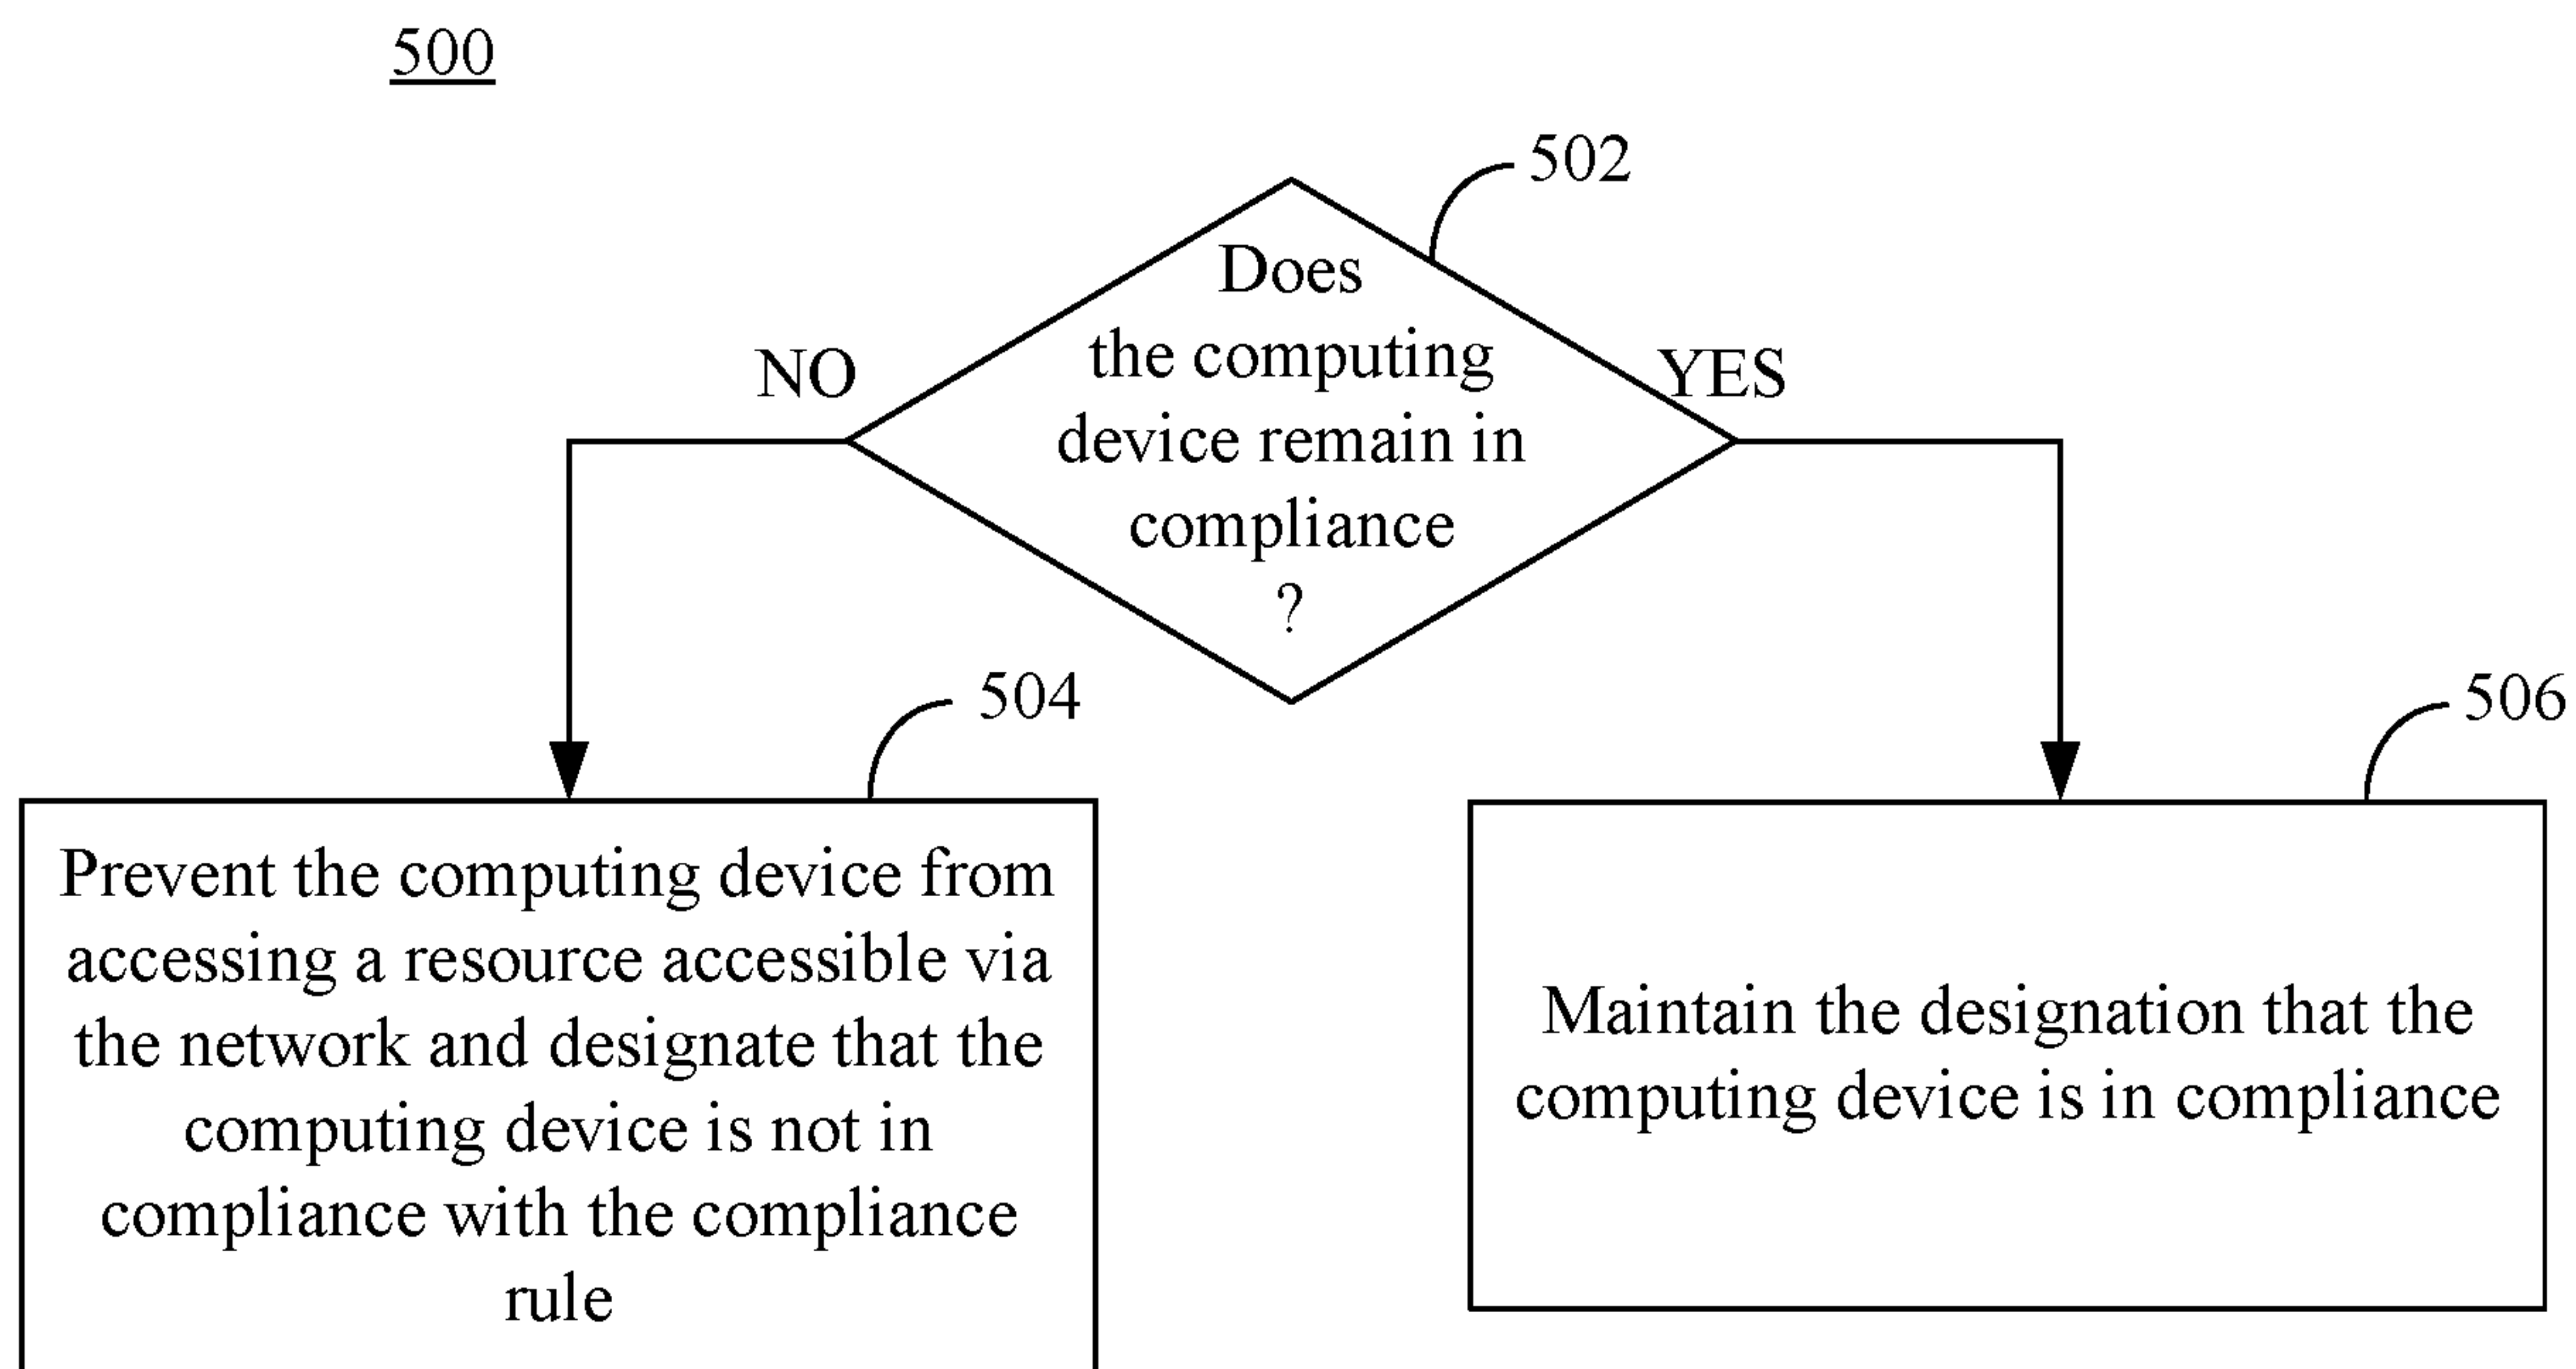 500
502
Does
the computing
device remain in
compliance
?
NO
YES
504
506
Prevent the computing device from
accessing a resource accessible via
the network and designate that the
computing device is not in
compliance with the compliance
rule
Maintain the designation that the
computing device is in compliance